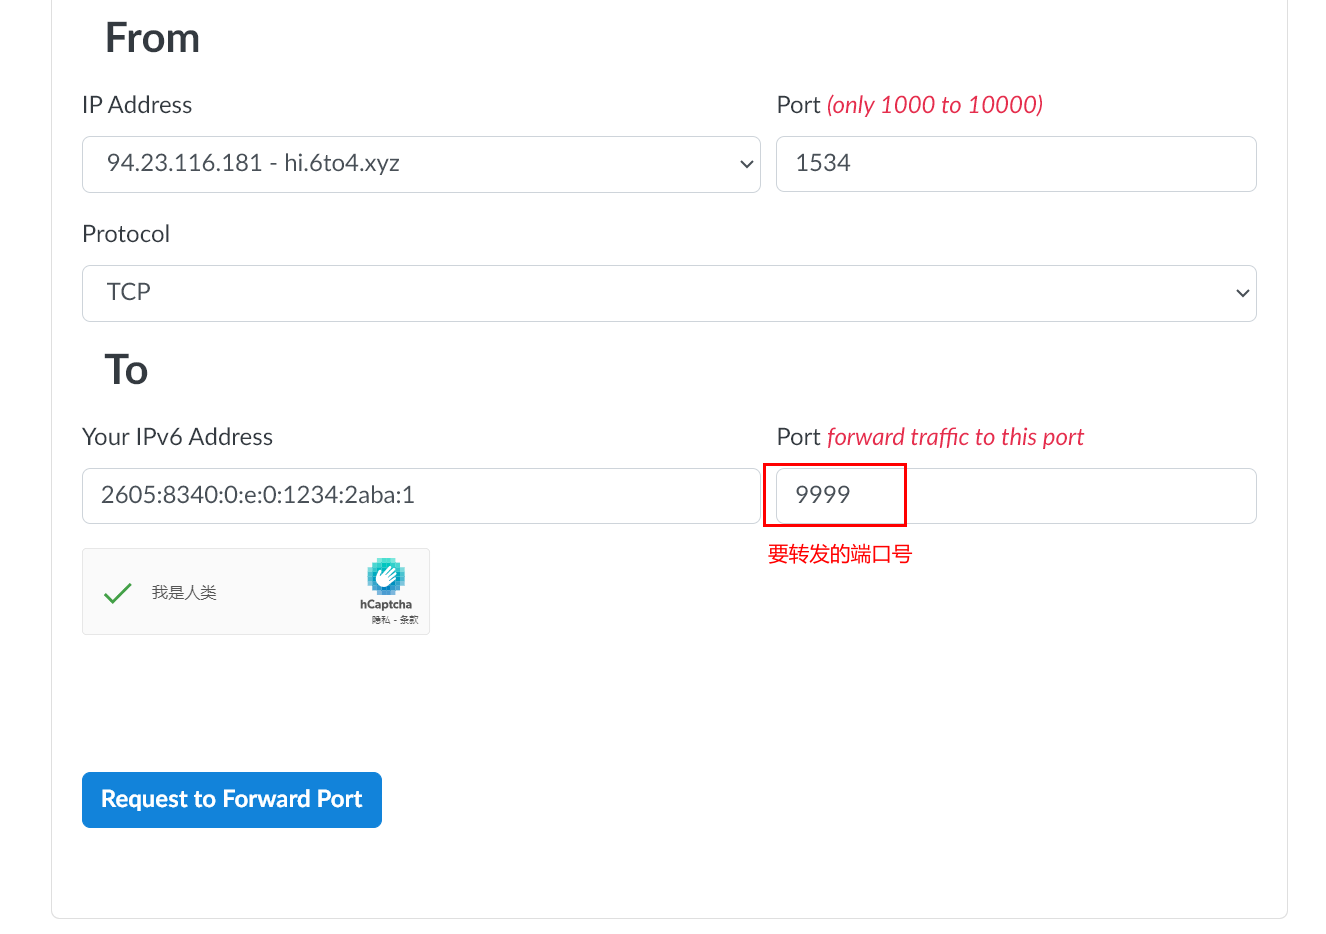 From
IP Address
Port (only 1000 to 10000)
94.23.116.181 - hi.6to4.xyz
1534
Protocol
TCP
To
Your IPv6 Address
Port forward traffic to this port
2605:8340:0:e:0:1234:2aba:1
9999
要转发的端口号
我是人类
hCaptcha
隐私 - 条款
Request to Forward Port